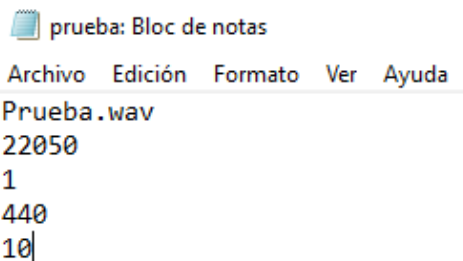 prueba: Bloc de notas
Archivo Edición Formato Ver Ayuda
Prueba.wav
22050
1
440
10